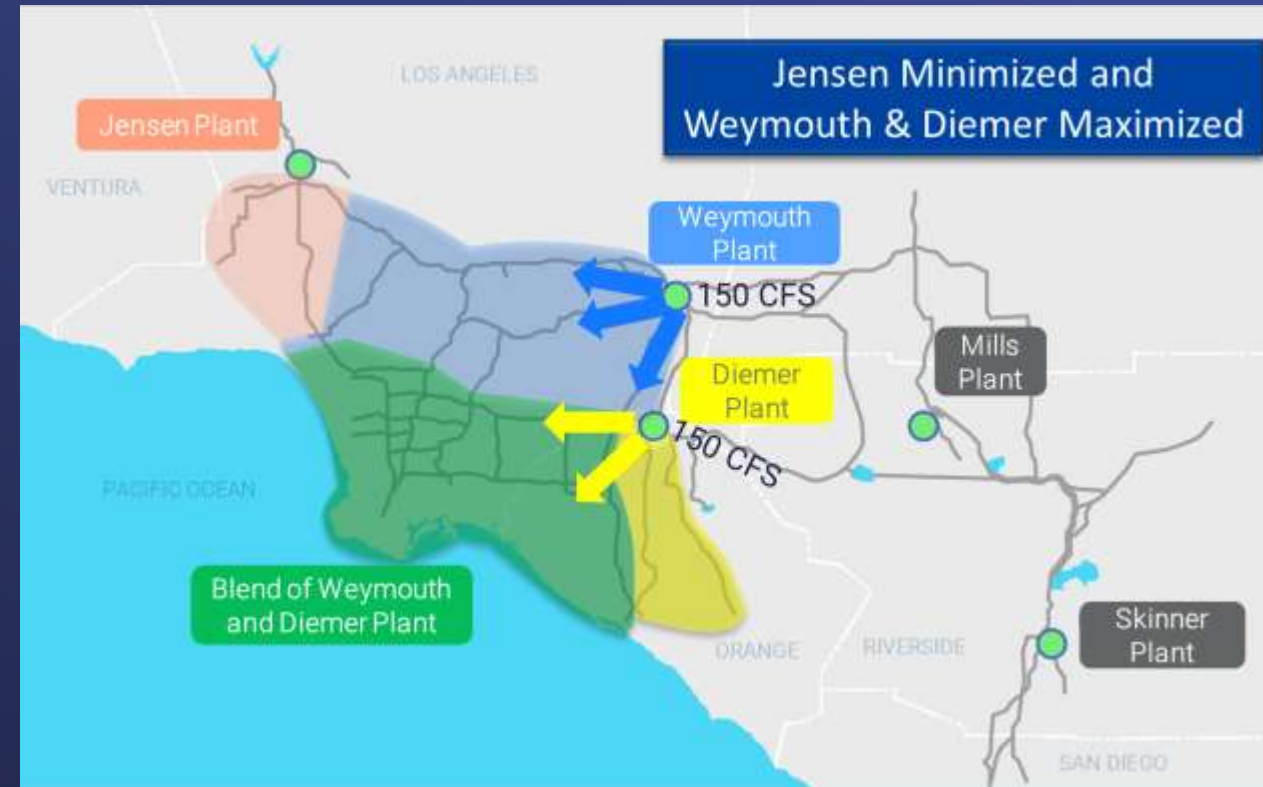 LOS ANGELES
Jensen Minimized and
Weymouth & Diemer Maximized
Jensen Plant
VENTURA
Weymouth
Plant
150 CFS
Mills
Plant
Diemer
Plant
150 CFS
PACIFIC OCEAN
Blend of Weymouth
and Diemer Plant
Skinner
Plant
ORANGE
RIVERSIDE
SAN DIEGO